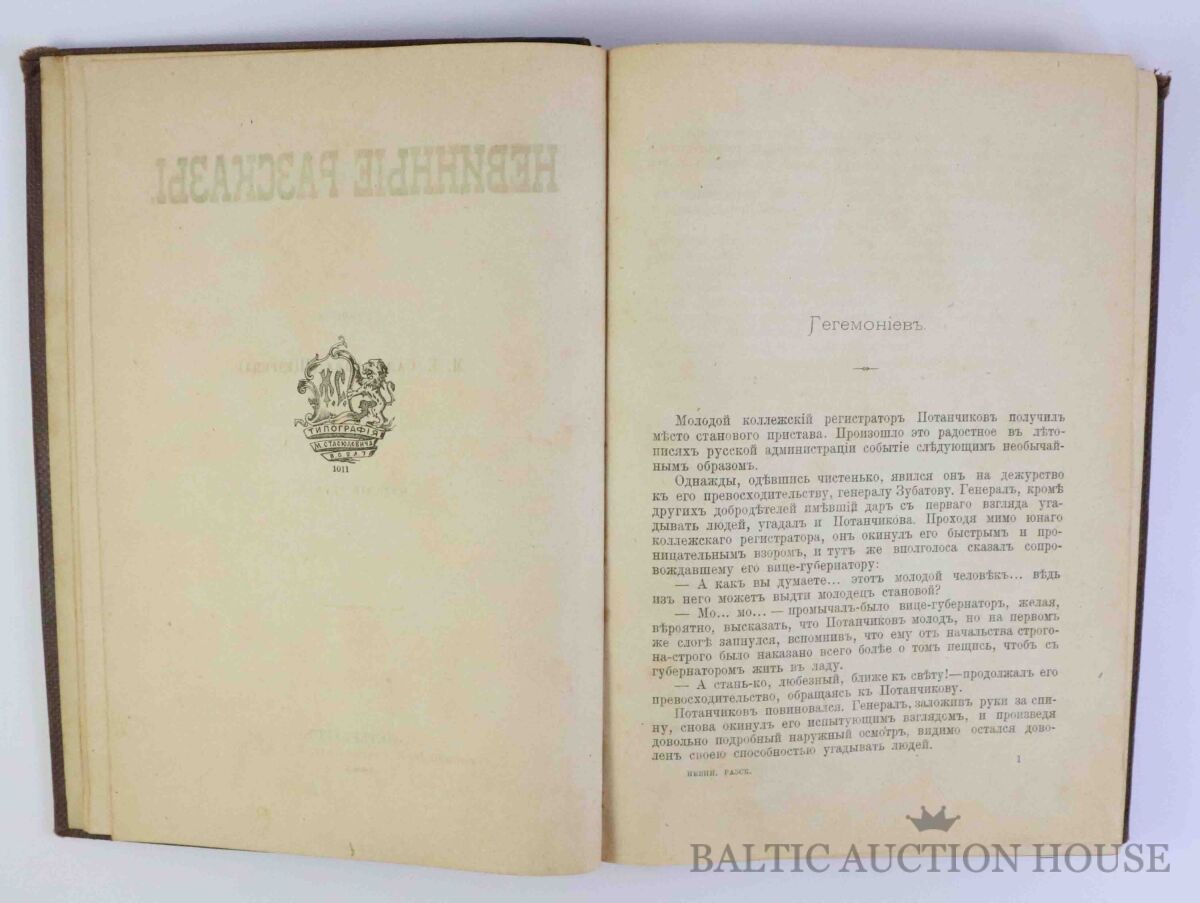 НЕВИННЫЕ РАЗСКАЗЫ.
М. С.
ТИПОГРАФІЯ
М. СТАСЮЛЕВИЧА
1011
Гегемоніевъ.
Молодой коллежскій регистраторъ Потанчиковъ получилъ
мѣсто станового пристава. Произошло это радостное въ лѣто-
писяхъ русской администраціи событіе слѣдующимъ необычай-
нымъ образомъ.
Однажды, одѣвшись чистенько, явился онъ на дежурство
къ его превосходительству, генералу Зубатову. Генералъ, кромѣ
другихъ добродѣтелей имѣвшій даръ съ перваго взгляда уга-
дывать людей, угадалъ и Потанчикова. Проходя мимо юнаго
коллежскаго регистратора, онъ окинулъ его быстрымъ и про-
ницательнымъ взоромъ, и тутъ же вполголоса сказалъ сопро-
вождавшему его вице-губернатору:
— А какъ вы думаете... этотъ молодой человѣкъ... вѣдь
изъ него можетъ выдти молодецъ становой?
— Мо... мо... — промычалъ-было вице-губернаторъ, желая,
вѣроятно, высказать, что Потанчиковъ молодъ, но на первомъ
же слогѣ запнулся, вспомнивъ, что ему отъ начальства строго-
на-строго было наказано всего болѣе о томъ пещись, чтобъ съ
губернаторомъ жить въ ладу.
— А стань-ко, любезный, ближе къ свѣту!—продолжалъ его
превосходительство, обращаясь къ Потанчикову.
Потанчиковъ повиновался. Генералъ, заложивъ руки за спи-
ну, снова окинулъ его испытующимъ взглядомъ, и произведя
довольно подробный наружный осмотръ, видимо остался дово-
ленъ своею способностью угадывать людей.
НЕВИН. РАЗСК.
1
BALTIC AUCTION HOUSE